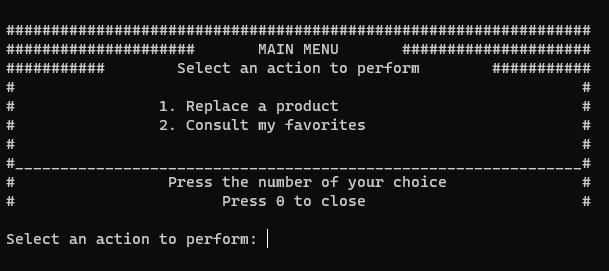 #################################################################
##################### MAIN MENU #####################
########### Select an action to perform ###########
# #
# 1. Replace a product #
# 2. Consult my favorites #
# #
#_______________________________________________________________#
# Press the number of your choice #
# Press 0 to close #
Select an action to perform: